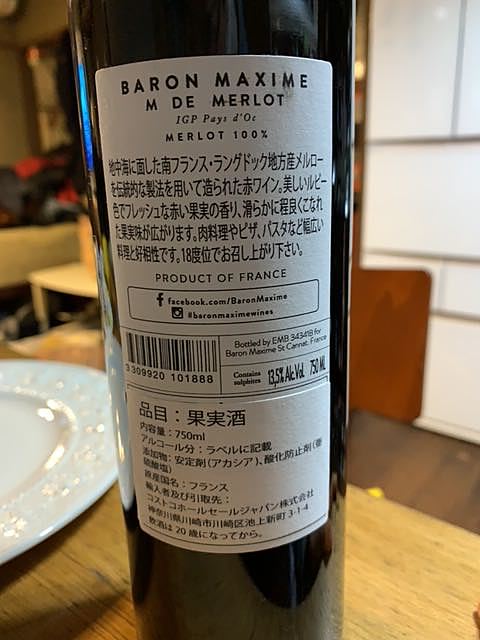 BARON MAXIME
M DE MERLOT
IGP Pays d'Oc
MERLOT 100%
地中海に面した南フランス・ラングドック地方産メルロー
を伝統的な製法を用いて造られた赤ワイン。美しいルビー
色でフレッシュな赤い果実の香り、滑らかに程良くこなれ
た果実味が広がります。肉料理やピザ、パスタなど幅広い
料理と好相性です。18度位でお召し上がり下さい。
PRODUCT OF FRANCE
facebook.com/BaronMaxime
#baronmaximewines
Bottled by EMB 34341B for
Baron Maxime St Cannat, France
Contains
sulphites
13,5% Alc. Vol. 750 ML
3 309920 101888
品目：果実酒
内容量：750ml
アルコール分：ラベルに記載
添加物：安定剤(アカシア)、酸化防止剤(亜
硫酸塩)
原産国名：フランス
輸入者及び引取先：
コストコホールセールジャパン株式会社
神奈川県川崎市川崎区池上新町 3-1-4
飲酒は 20 歳になってから。